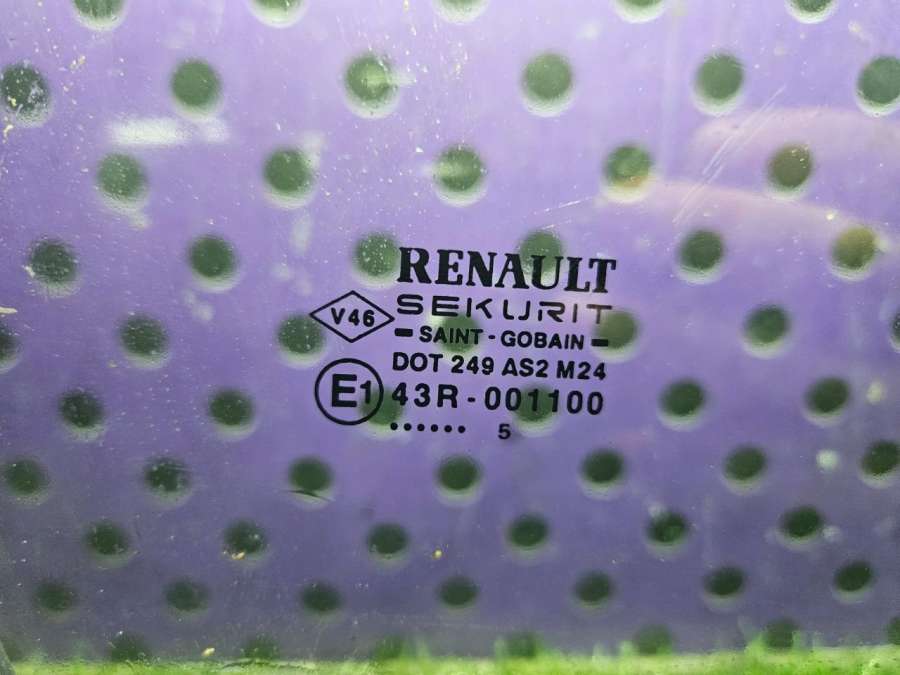 RENAULT
SEKURIT
V46
SAINT-GOBAIN
DOT 249 AS2 M24
E1 43R-001100
...... 5